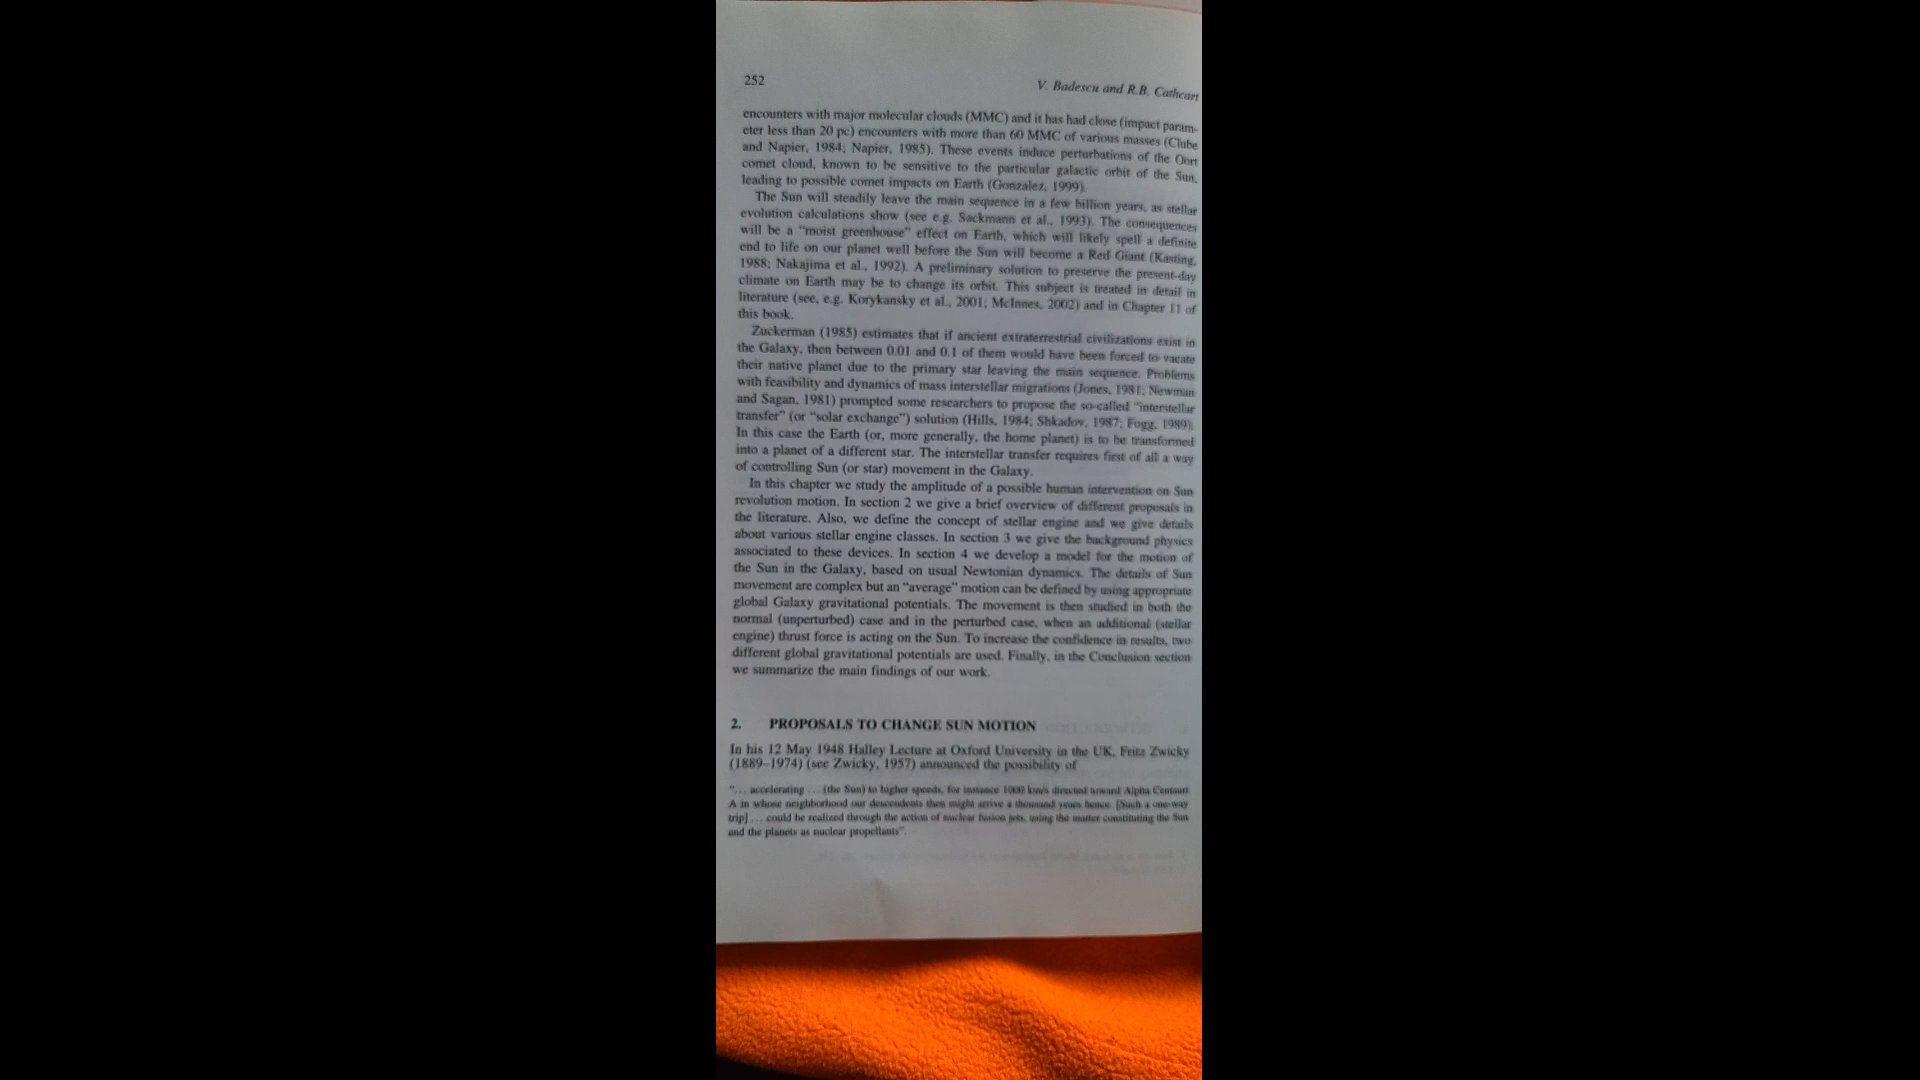 252
V. Badescu and R.B. Cathcart
encounters with major molecular clouds (MMC) and it has had close (impact param-
eter less than 20 pc) encounters with more than 60 MMC of various masses (Clube
and Napier, 1984; Napier, 1985). These events induce perturbations of the Oort
comet cloud, known to be sensitive to the particular galactic orbit of the Sun,
leading to possible comet impacts on Earth (Gonzalez, 1999).
The Sun will steadily leave the main sequence in a few billion years, as stellar
evolution calculations show (see e.g. Sackmann et al., 1993). The consequences
will be a "moist greenhouse" effect on Earth, which will likely spell a definite
end to life on our planet well before the Sun will become a Red Giant (Kasting,
1988; Nakajima et al., 1992). A preliminary solution to preserve the present-day
climate on Earth may be to change its orbit. This subject is treated in detail in
literature (see, e.g. Korykansky et al., 2001; McInnes, 2002) and in Chapter 11 of
this book.
Zuckerman (1985) estimates that if ancient extraterrestrial civilizations exist in
the Galaxy, then between 0.01 and 0.1 of them would have been forced to vacate
their native planet due to the primary star leaving the main sequence. Problems
with feasibility and dynamics of mass interstellar migrations (Jones, 1981; Newman
and Sagan, 1981) prompted some researchers to propose the so-called "interstellar
transfer" (or "solar exchange") solution (Hills, 1984; Shkadov, 1987; Fogg, 1989).
In this case the Earth (or, more generally, the home planet) is to be transformed
into a planet of a different star. The interstellar transfer requires first of all a way
of controlling Sun (or star) movement in the Galaxy.
In this chapter we study the amplitude of a possible human intervention on Sun
revolution motion. In section 2 we give a brief overview of different proposals in
the literature. Also, we define the concept of stellar engine and we give details
about various stellar engine classes. In section 3 we give the background physics
associated to these devices. In section 4 we develop a model for the motion of
the Sun in the Galaxy, based on usual Newtonian dynamics. The details of Sun
movement are complex but an "average" motion can be defined by using appropriate
global Galaxy gravitational potentials. The movement is then studied in both the
normal (unperturbed) case and in the perturbed case, when an additional (stellar
engine) thrust force is acting on the Sun. To increase the confidence in results, two
different global gravitational potentials are used. Finally, in the Conclusion section
we summarize the main findings of our work.
2. PROPOSALS TO CHANGE SUN MOTION
In his 12 May 1948 Halley Lecture at Oxford University in the UK, Fritz Zwicky
(1889–1974) (see Zwicky, 1957) announced the possibility of
"... accelerating ... (the Sun) to higher speeds, for instance 1000 km/s directed toward Alpha Centauri
A in whose neighborhood our descendents then might arrive a thousand years hence. [Such a one-way
trip] ... could be realized through the action of nuclear fusion jets, using the matter constituting the Sun
and the planets as nuclear propellants".